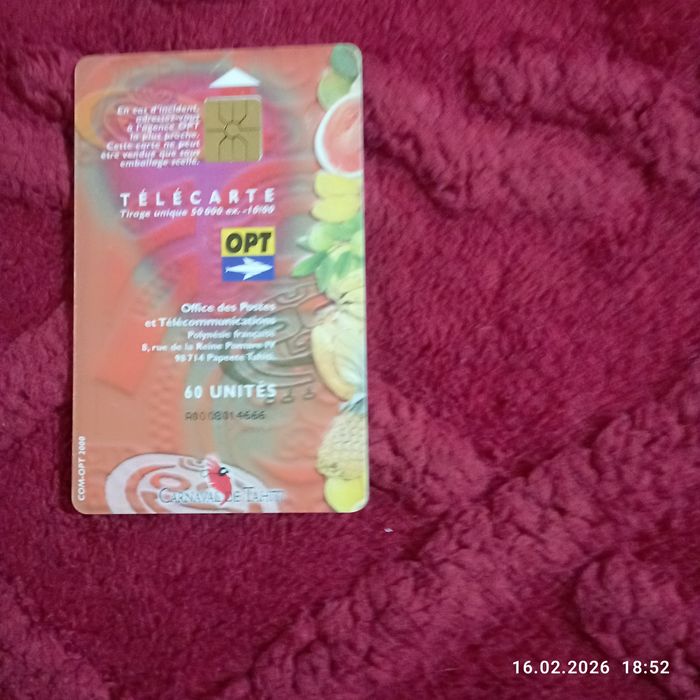 En cas d'incident,
adressez-vous
à l'agence OPT
la plus proche.
Cette carte ne peut
être vendue que sous
emballage scellé.
TÉLÉCARTE
Tirage unique 50 000 ex. -10/00
OPT
Office des Postes
et Télécommunications
Polynésie française
8, rue de la Reine Pomare IV
98714 Papeete Tahiti
60 UNITÉS
COM-OPT 2000
CARNAVAL DE TAHITI
16.02.2026 18:52